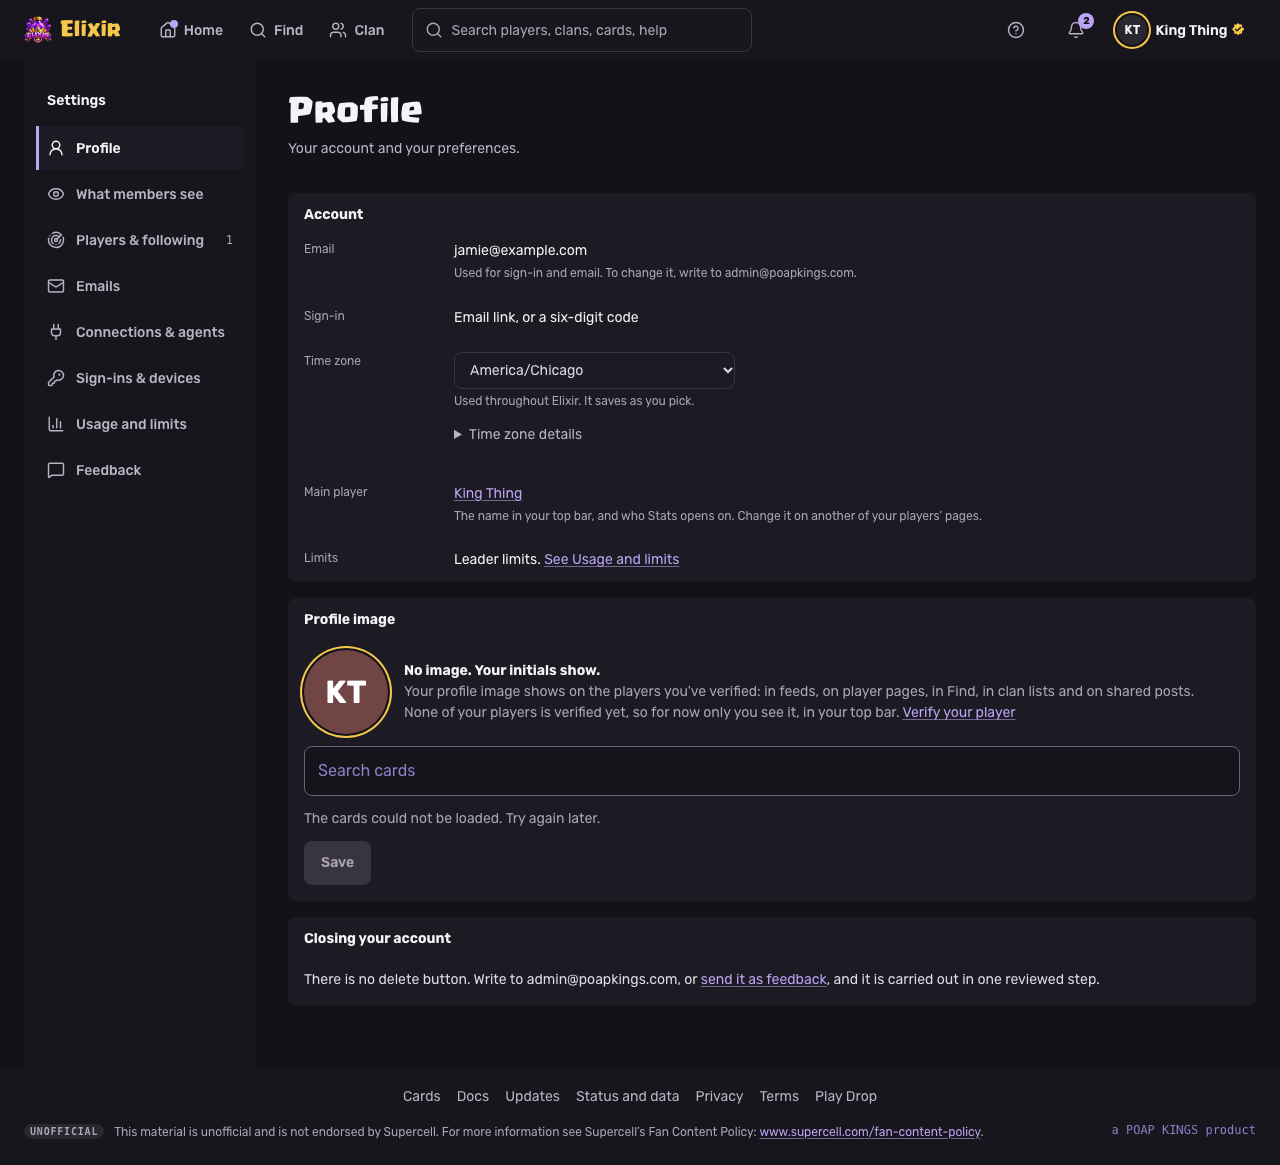 Elixir
Home
Find
Clan
Search players, clans, cards, help
2
KT
King Thing
Settings
Profile
What members see
Players & following 1
Emails
Connections & agents
Sign-ins & devices
Usage and limits
Feedback
Profile
Your account and your preferences.
Account
Email
jamie@example.com
Used for sign-in and email. To change it, write to admin@poapkings.com.
Sign-in
Email link, or a six-digit code
Time zone
America/Chicago
Used throughout Elixir. It saves as you pick.
Time zone details
Main player
King Thing
The name in your top bar, and who Stats opens on. Change it on another of your players' pages.
Limits
Leader limits. See Usage and limits
Profile image
KT
No image. Your initials show.
Your profile image shows on the players you've verified: in feeds, on player pages, in Find, in clan lists and on shared posts.
None of your players is verified yet, so for now only you see it, in your top bar. Verify your player
Search cards
The cards could not be loaded. Try again later.
Save
Closing your account
There is no delete button. Write to admin@poapkings.com, or send it as feedback, and it is carried out in one reviewed step.
Cards Docs Updates Status and data Privacy Terms Play Drop
UNOFFICIAL This material is unofficial and is not endorsed by Supercell. For more information see Supercell's Fan Content Policy: www.supercell.com/fan-content-policy.
a POAP KINGS product